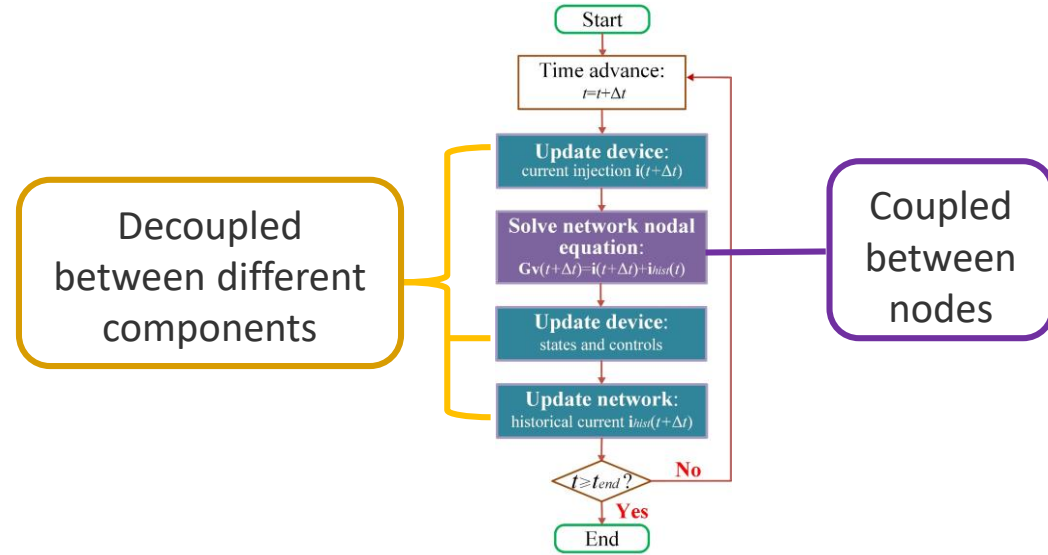 Start
Time advance:
t=t+Δt
Update device:
current injection i(t+Δt)
Solve network nodal
equation:
Gv(t+Δt)=i(t+Δt)+ihist(t)
Update device:
states and controls
Update network:
historical current ihist(t+Δt)
t≥tend?
No
Yes
End
Decoupled
between different
components
Coupled
between
nodes